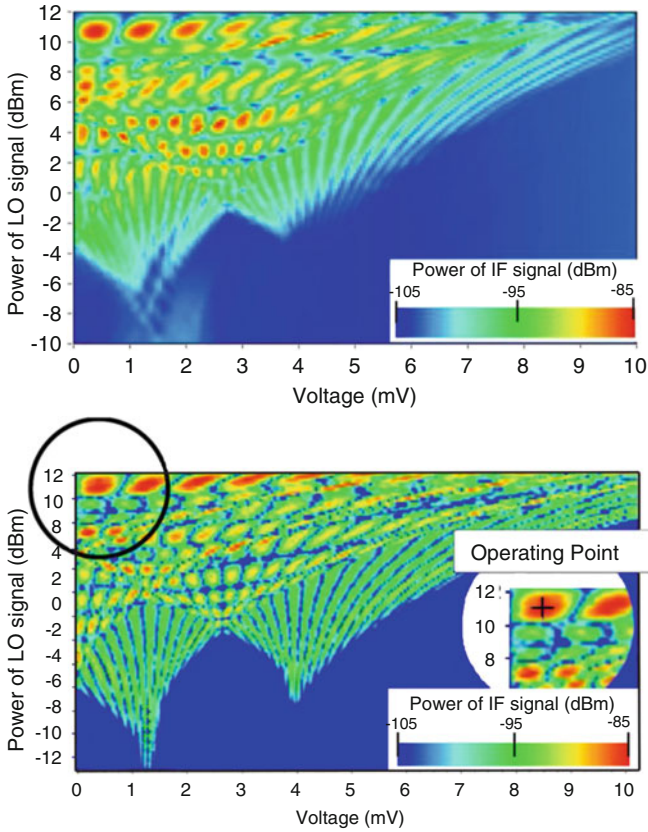 12
10
8
6
4
2
0
-2
-4
-6
-8
-10
Power of LO signal (dBm)
Power of IF signal (dBm)
-105 -95 -85
0 1 2 3 4 5 6 7 8 9 10
Voltage (mV)
12
10
8
4
2
0
-2
-4
-6
-8
-10
-12
Power of LO signal (dBm)
Operating Point
12
10
8
Power of IF signal (dBm)
-105 -95 -85
0 1 2 3 4 5 6 7 8 9 10
Voltage (mV)